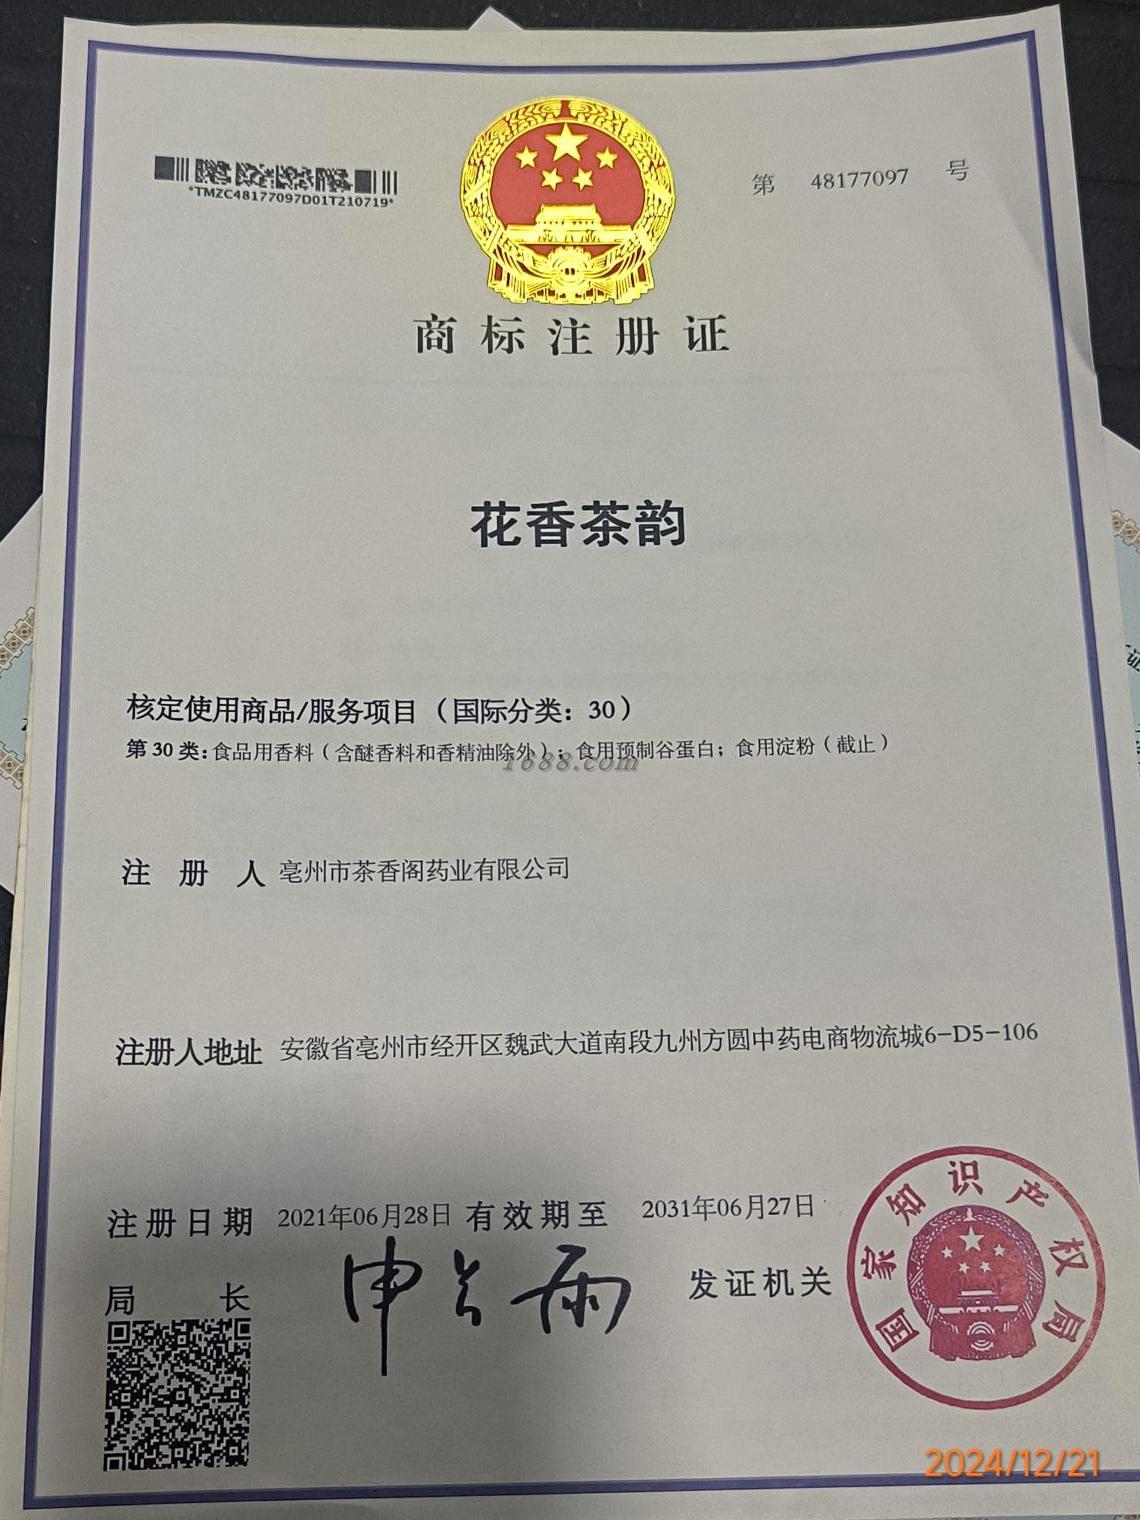 *TMZC48177097D01T210719*
第 48177097 号
商标注册证
花香茶韵
核定使用商品/服务项目（国际分类：30）
第 30 类：食品用香料（含醚香料和香精油除外）；食用预制谷蛋白；食用淀粉（截止）
1688.com
注 册 人 亳州市茶香阁药业有限公司
注册人地址 安徽省亳州市经开区魏武大道南段九州方圆中药电商物流城6-D5-106
注册日期 2021年06月28日 有效期至 2031年06月27日
局 长 申长雨 发证机关
国家知识产权局
2024/12/21